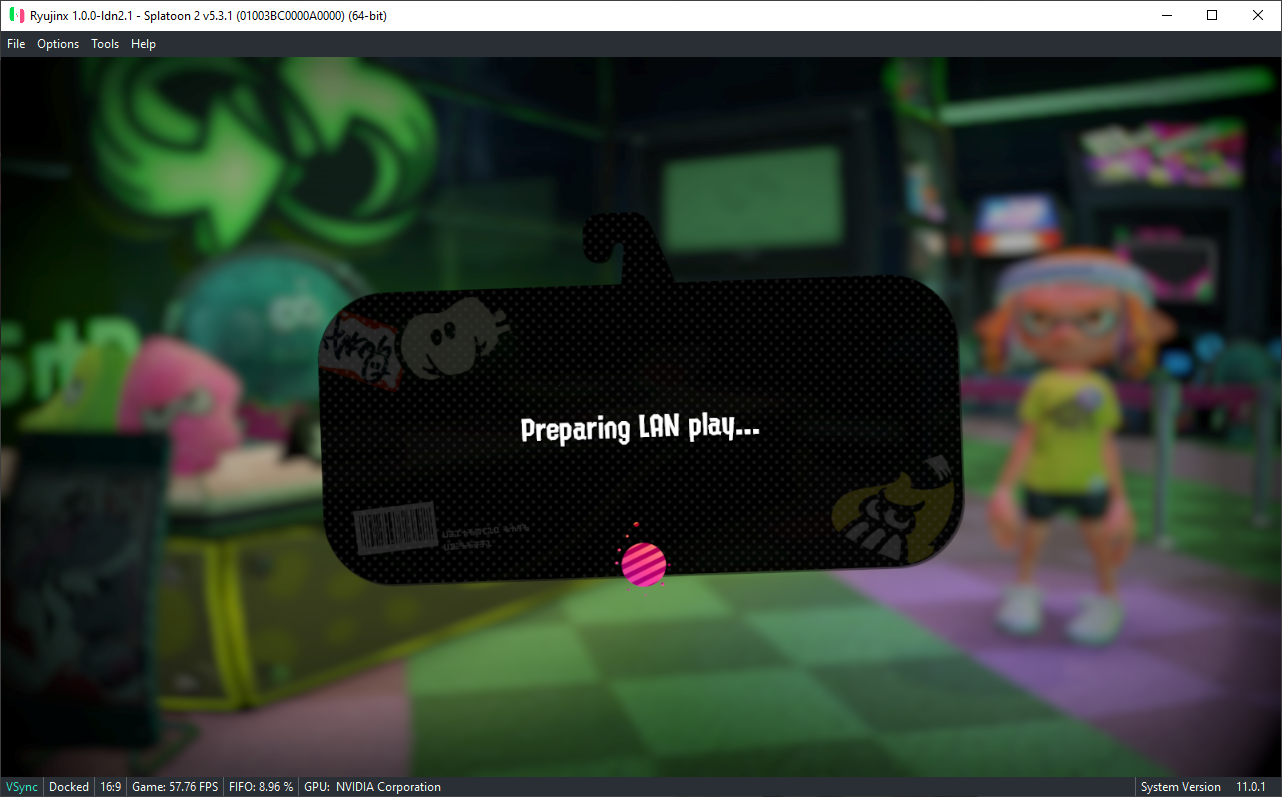 Ryujinx 1.0.0-ldn2.1 - Splatoon 2 v5.3.1 (01003BC0000A0000) (64-bit)
File Options Tools Help
Preparing LAN play...
VSync Docked 16:9 Game: 57.76 FPS FIFO: 8.96 % GPU: NVIDIA Corporation System Version 11.0.1